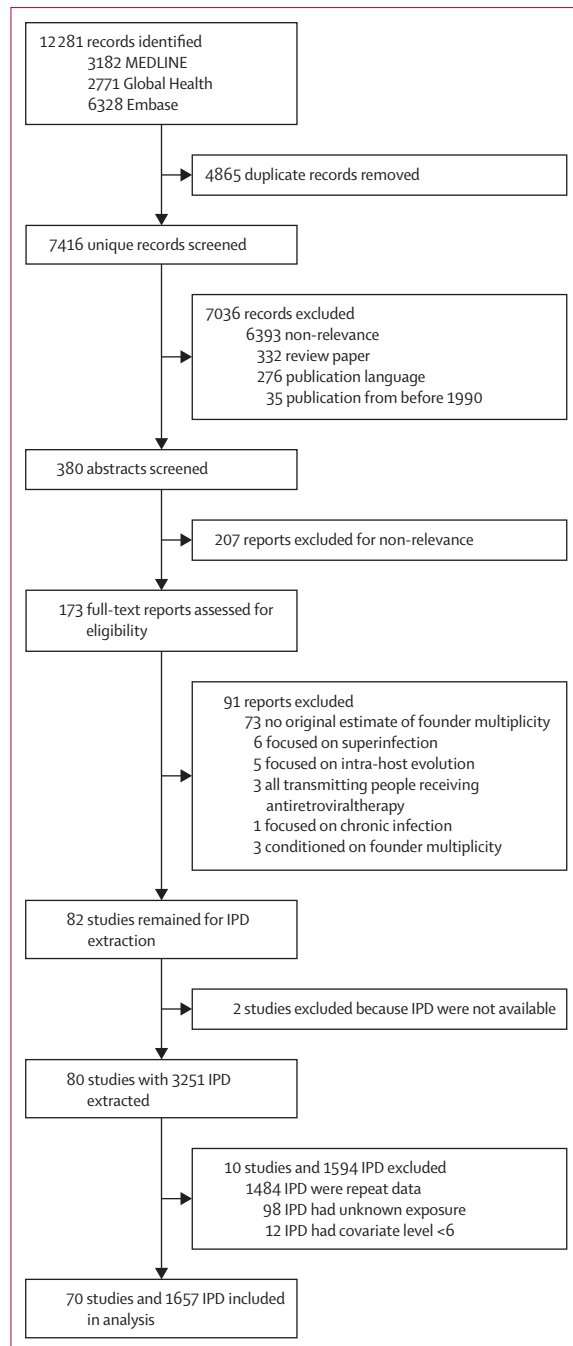 12 281 records identified
3182 MEDLINE
2771 Global Health
6328 Embase
4865 duplicate records removed
7416 unique records screened
7036 records excluded
6393 non-relevance
332 review paper
276 publication language
35 publication from before 1990
380 abstracts screened
207 reports excluded for non-relevance
173 full-text reports assessed for
eligibility
91 reports excluded
73 no original estimate of founder multiplicity
6 focused on superinfection
5 focused on intra-host evolution
3 all transmitting people receiving
antiretroviraltherapy
1 focused on chronic infection
3 conditioned on founder multiplicity
82 studies remained for IPD
extraction
2 studies excluded because IPD were not available
80 studies with 3251 IPD
extracted
10 studies and 1594 IPD excluded
1484 IPD were repeat data
98 IPD had unknown exposure
12 IPD had covariate level <6
70 studies and 1657 IPD included
in analysis